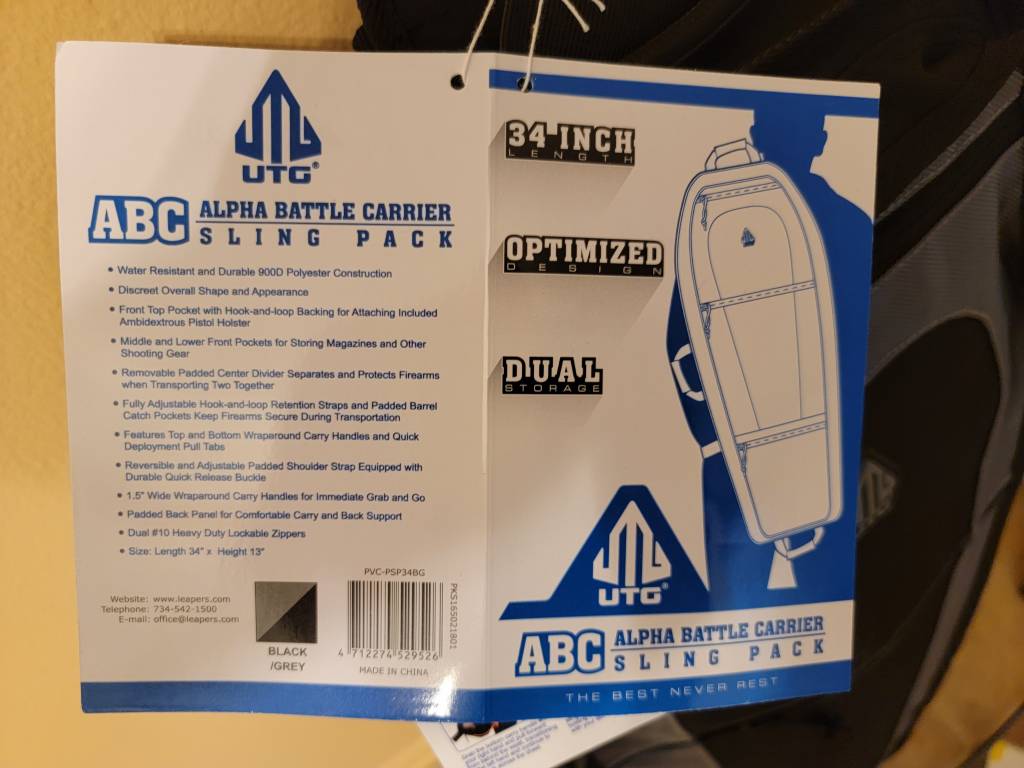 UTG®
ABC ALPHA BATTLE CARRIER
SLING PACK
• Water Resistant and Durable 900D Polyester Construction
• Discreet Overall Shape and Appearance
• Front Top Pocket with Hook-and-loop Backing for Attaching Included
Ambidextrous Pistol Holster
• Middle and Lower Front Pockets for Storing Magazines and Other
Shooting Gear
• Removable Padded Center Divider Separates and Protects Firearms
when Transporting Two Together
• Fully Adjustable Hook-and-loop Retention Straps and Padded Barrel
Catch Pockets Keep Firearms Secure During Transportation
• Features Top and Bottom Wraparound Carry Handles and Quick
Deployment Pull Tabs
• Reversible and Adjustable Padded Shoulder Strap Equipped with
Durable Quick Release Buckle
• 1.5" Wide Wraparound Carry Handles for Immediate Grab and Go
• Padded Back Panel for Comfortable Carry and Back Support
• Dual #10 Heavy Duty Lockable Zippers
• Size: Length 34" x Height 13"
Website: www.leapers.com
Telephone: 734-542-1500
E-mail: office@leapers.com
BLACK
/GREY
PVC-PSP34BG
4 712274 529526
MADE IN CHINA
PKS165021801
34 INCH
LENGTH
OPTIMIZED
DESIGN
DUAL
STORAGE
UTG®
ABC ALPHA BATTLE CARRIER
SLING PACK
THE BEST NEVER REST